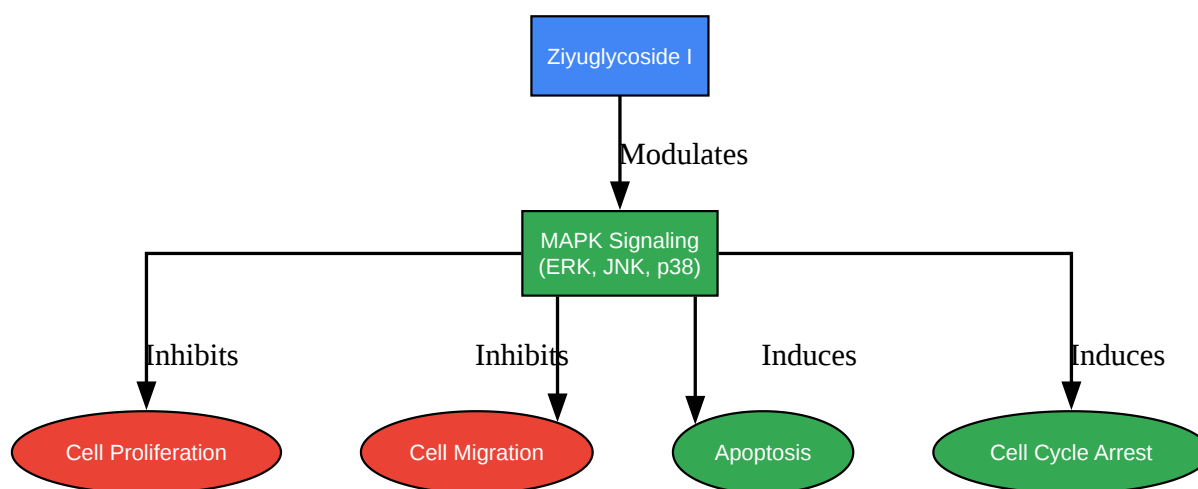 Ziyuglycoside I
Modulates
MAPK Signaling
(ERK, JNK, p38)
Inhibits
Inhibits
Induces
Induces
Cell Proliferation
Cell Migration
Apoptosis
Cell Cycle Arrest